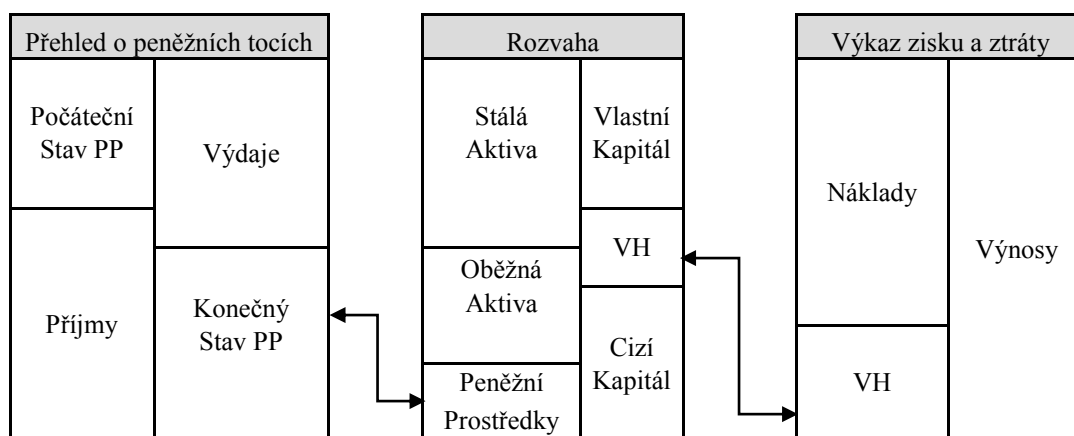 Přehled o peněžních tocích
Počáteční
Stav PP
Výdaje
Příjmy
Konečný
Stav PP
Rozvaha
Stálá
Aktiva
Vlastní
Kapitál
VH
Oběžná
Aktiva
Cizí
Kapitál
Peněžní
Prostředky
Výkaz zisku a ztráty
Náklady
Výnosy
VH